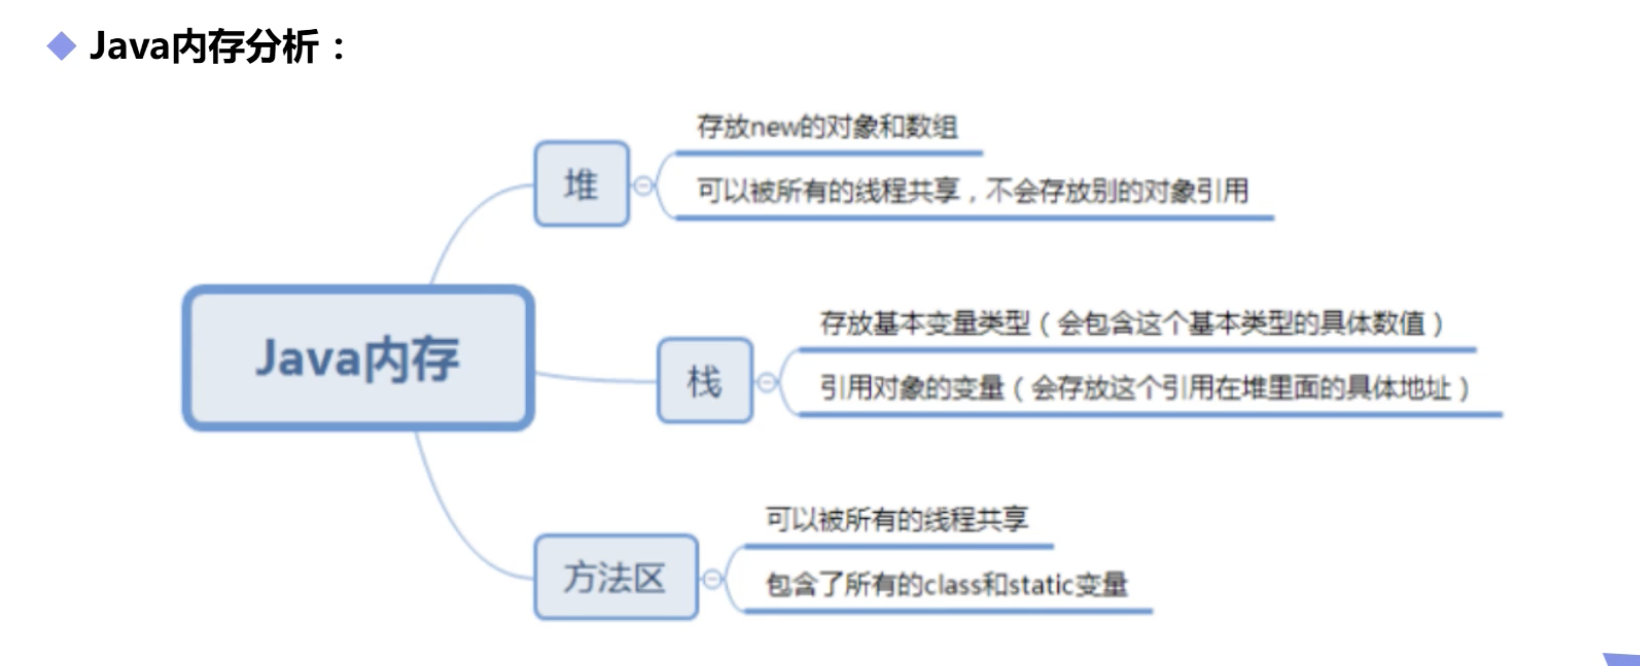 Java内存分析：
存放new的对象和数组
堆
可以被所有的线程共享，不会存放别的对象引用
存放基本变量类型（会包含这个基本类型的具体数值）
Java内存
栈
引用对象的变量（会存放这个引用在堆里面的具体地址）
可以被所有的线程共享
方法区
包含了所有的class和static变量